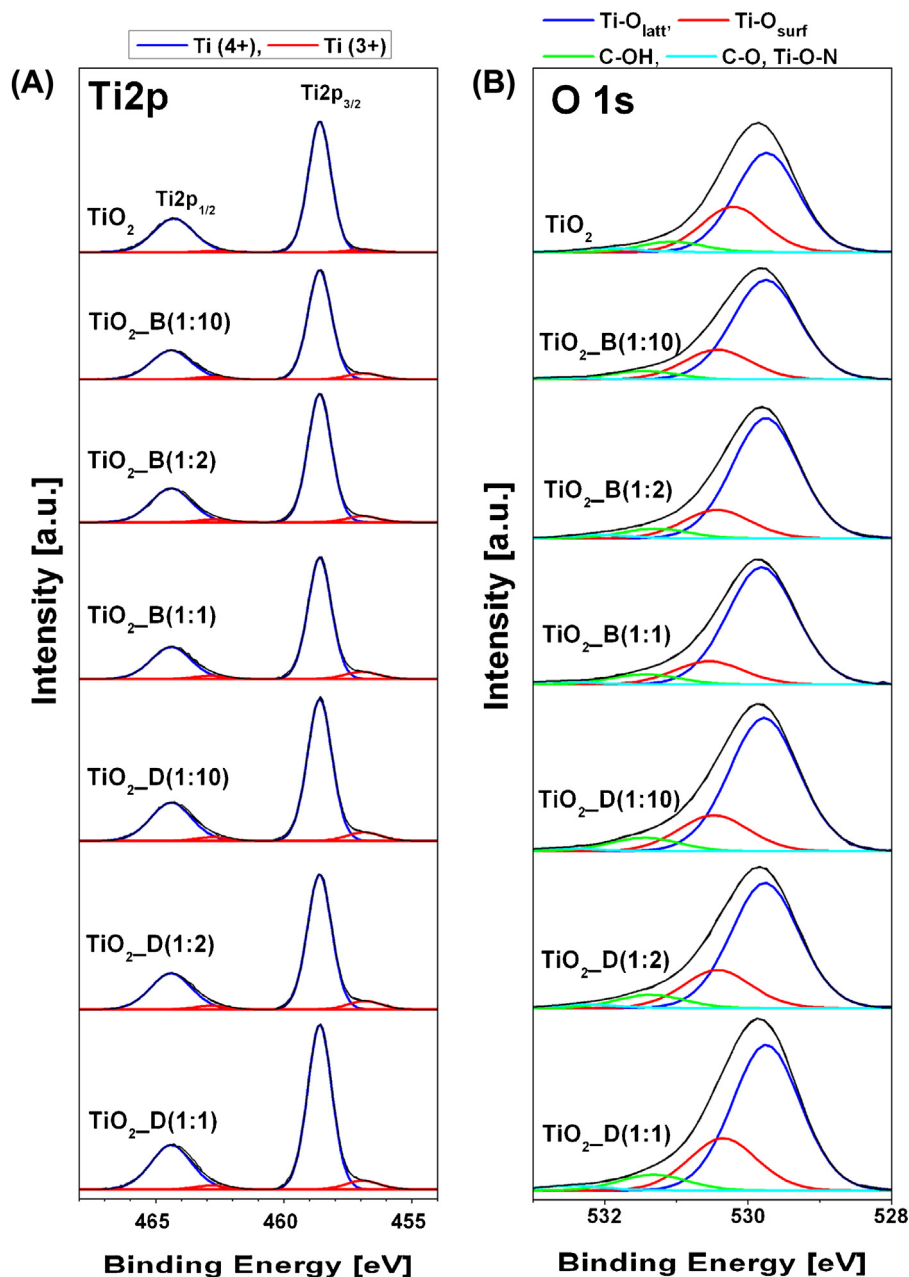 Ti (4+), Ti (3+)
(A)
Ti2p
Ti2p3/2
Ti2p1/2
TiO2
TiO2_B(1:10)
TiO2_B(1:2)
TiO2_B(1:1)
TiO2_D(1:10)
TiO2_D(1:2)
TiO2_D(1:1)
Intensity [a.u.]
465 460 455
Binding Energy [eV]
Ti-Olatt, Ti-Osurf
C-OH, C-O, Ti-O-N
(B)
O 1s
TiO2
TiO2_B(1:10)
TiO2_B(1:2)
TiO2_B(1:1)
TiO2_D(1:10)
TiO2_D(1:2)
TiO2_D(1:1)
Intensity [a.u.]
532 530 528
Binding Energy [eV]